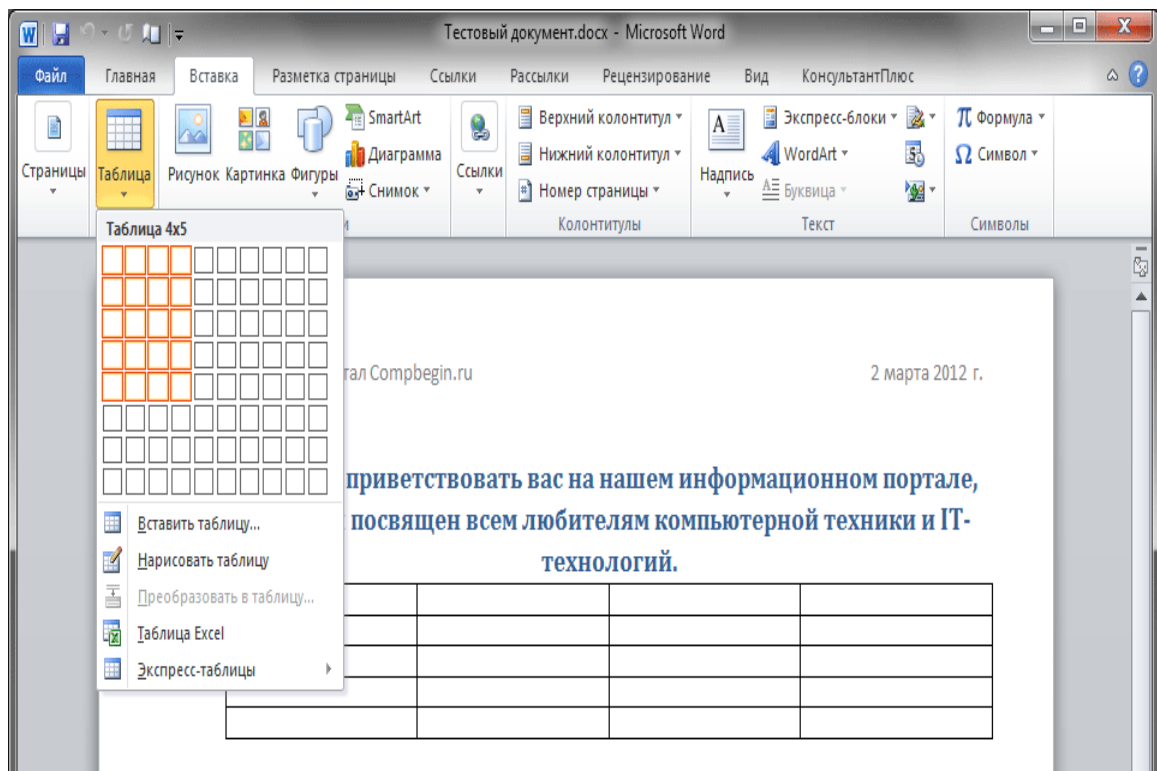 Тестовый документ.docx - Microsoft Word
Файл Главная Вставка Разметка страницы Ссылки Рассылки Рецензирование Вид КонсультантПлюс
Страницы
Таблица
Рисунок Картинка Фигуры
SmartArt
Диаграмма
Снимок
Ссылки
Верхний колонтитул
Нижний колонтитул
Номер страницы
Колонтитулы
Надпись
Экспресс-блоки
WordArt
Буквица
Текст
π Формула
Ω Символ
Символы
Таблица 4x5
Вставить таблицу...
Нарисовать таблицу
Преобразовать в таблицу...
Таблица Excel
Экспресс-таблицы
Compbegin.ru 2 марта 2012 г.
приветствовать вас на нашем информационном портале,
посвящен всем любителям компьютерной техники и IT-
технологий.